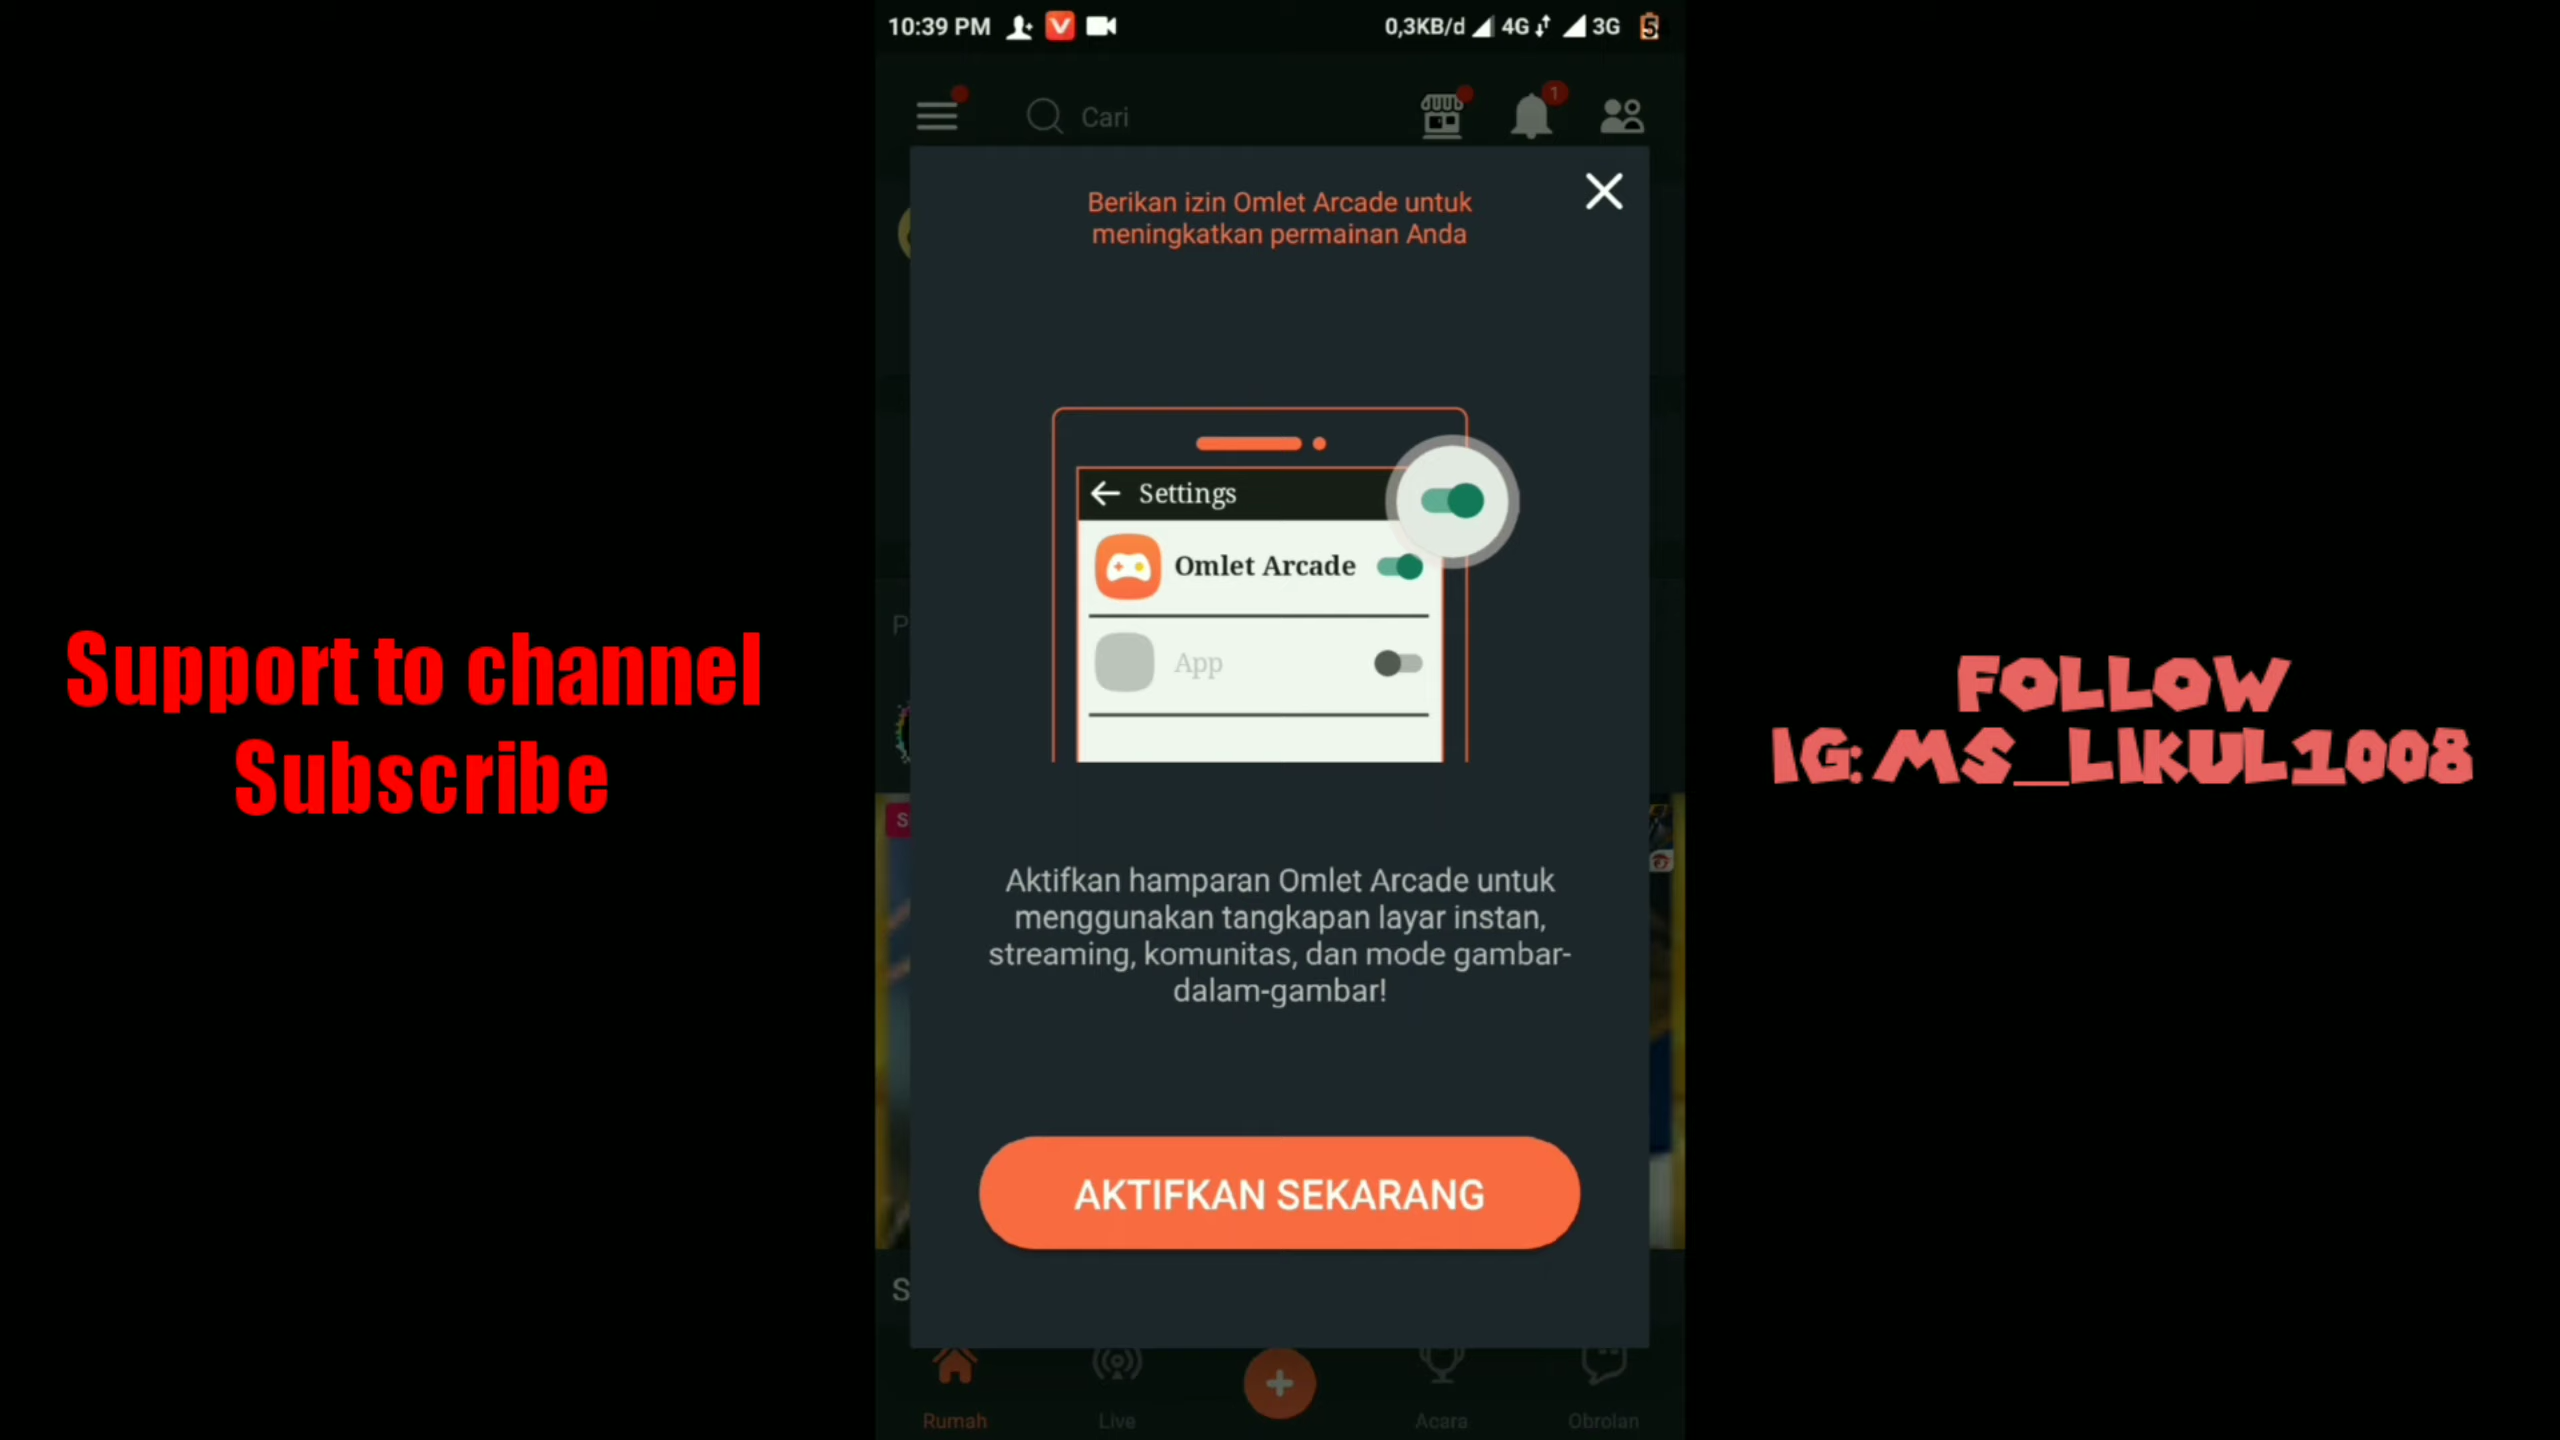 10:39 PM
0,3KB/d 4G 3G 5
Cari
1
Berikan izin Omlet Arcade untuk
meningkatkan permainan Anda
Settings
Omlet Arcade
App
Support to channel
Subscribe
FOLLOW
IG:MS_LIKUL1008
P
S
Aktifkan hamparan Omlet Arcade untuk
menggunakan tangkapan layar instan,
streaming, komunitas, dan mode gambar-
dalam-gambar!
AKTIFKAN SEKARANG
S
Rumah
Live
Acara
Obrolan